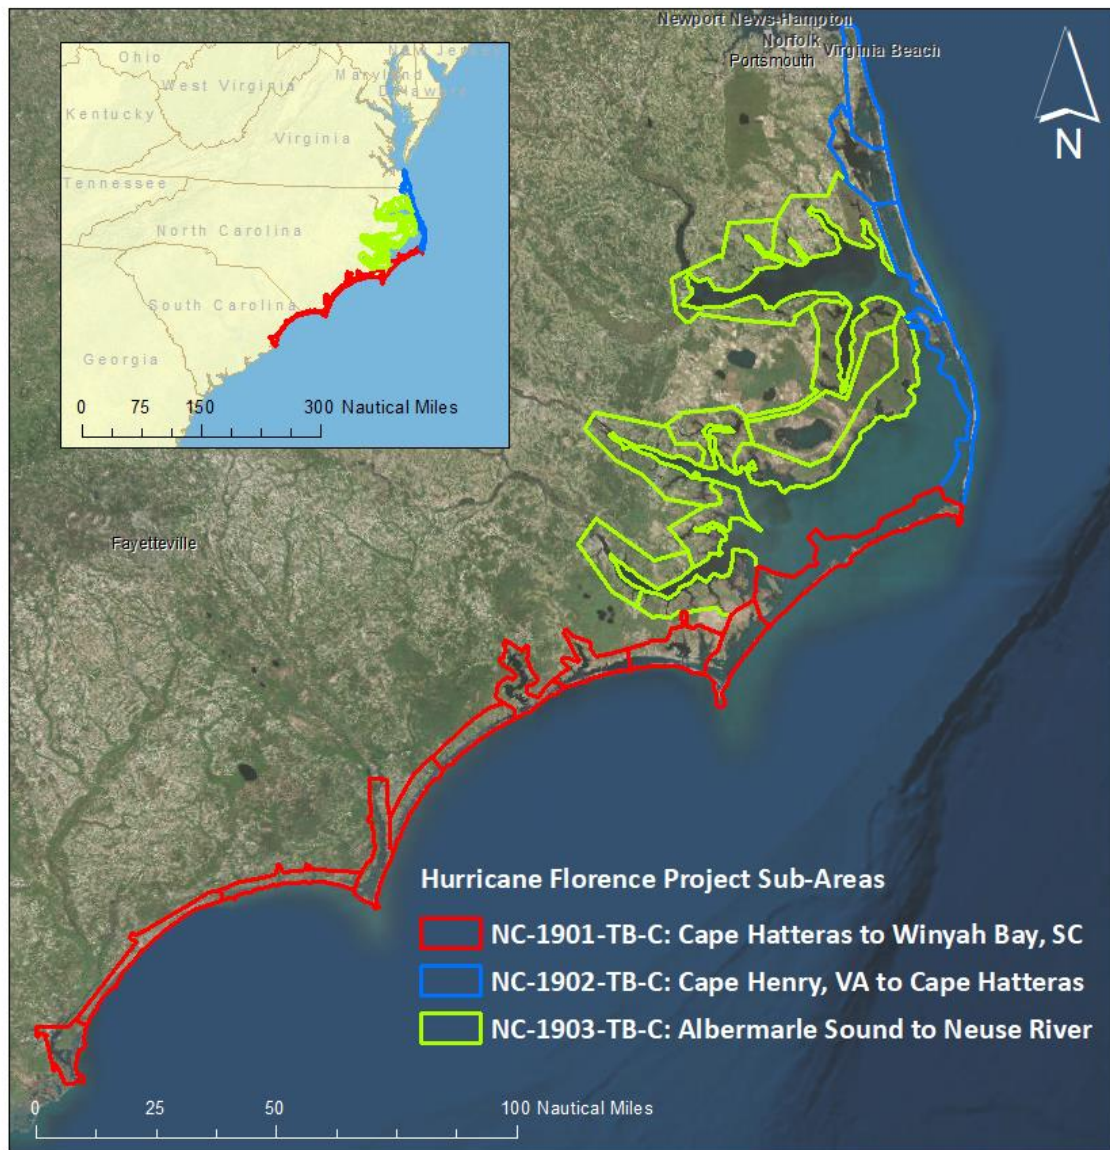 Newport News-Hampton
Norfolk
Portsmouth
Virginia Beach
Ohio
New Jersey
Maryland
Delaware
West Virginia
Kentucky
Virginia
Tennessee
North Carolina
South Carolina
Georgia
0 75 150 300 Nautical Miles
N
Fayetteville
Hurricane Florence Project Sub-Areas
NC-1901-TB-C: Cape Hatteras to Winyah Bay, SC
NC-1902-TB-C: Cape Henry, VA to Cape Hatteras
NC-1903-TB-C: Albermarle Sound to Neuse River
0 25 50 100 Nautical Miles